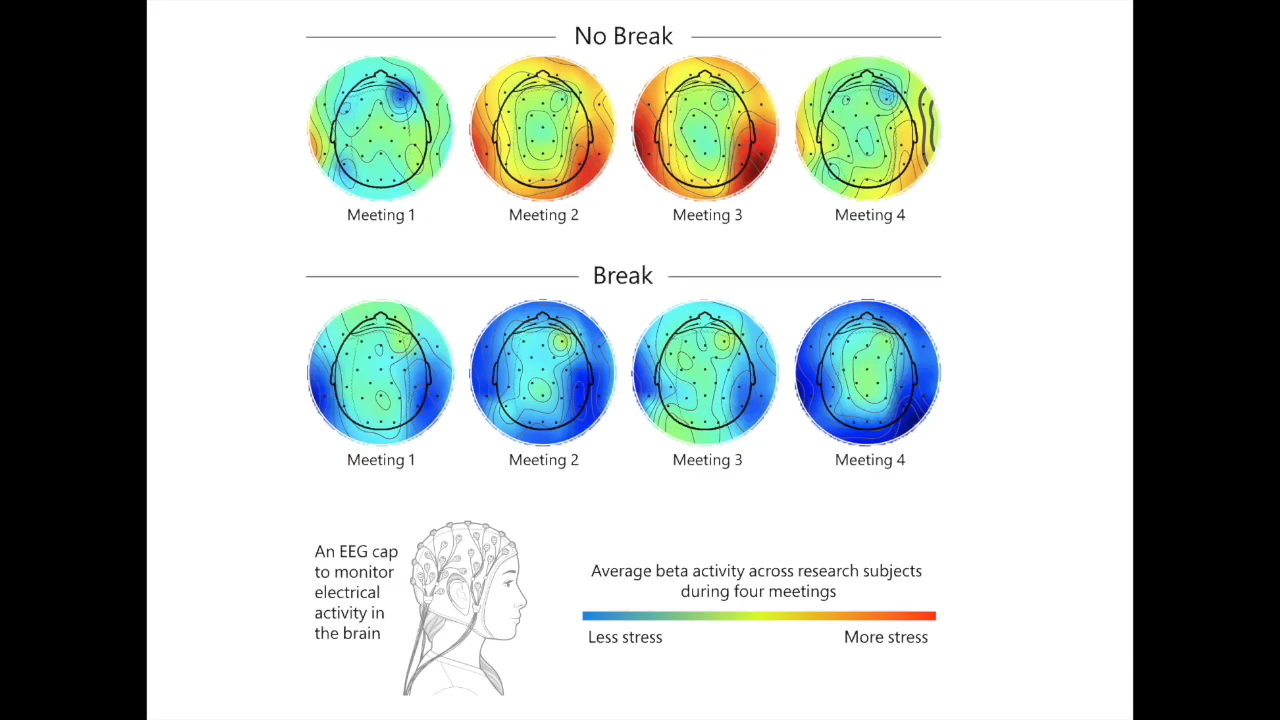 No Break
Meeting 1
Meeting 2
Meeting 3
Meeting 4
Break
Meeting 1
Meeting 2
Meeting 3
Meeting 4
An EEG cap
to monitor
electrical
activity in
the brain
Average beta activity across research subjects
during four meetings
Less stress
More stress